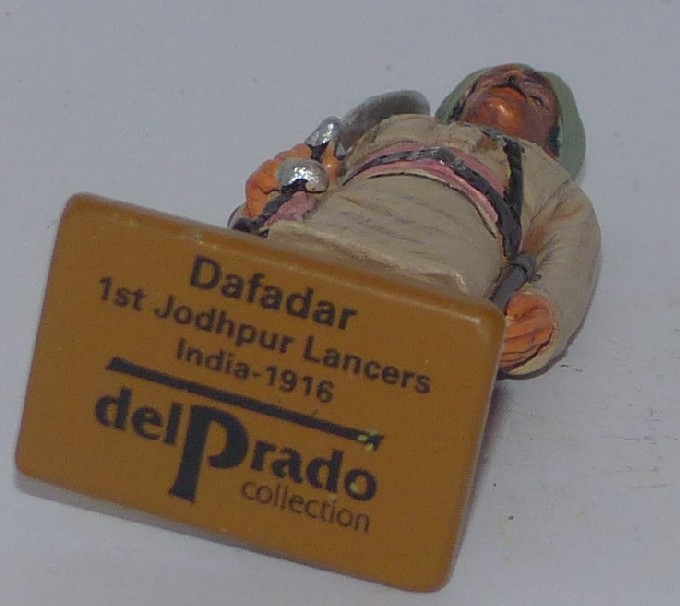 Dafadar
1st Jodhpur Lancers
India-1916
delPrado
collection